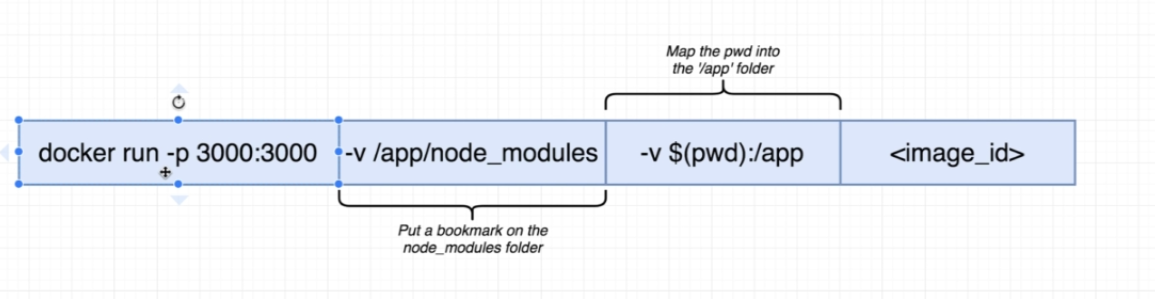 Map the pwd into
the '/app' folder
docker run -p 3000:3000 -v /app/node_modules -v $(pwd):/app <image_id>
Put a bookmark on the
node_modules folder